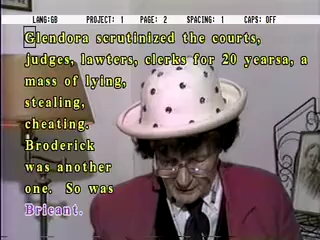 LANG:GB PROJECT: 1 PAGE: 2 SPACING: 1 CAPS: OFF
Glendora scrutinized the courts,
judges, lawters, clerks for 20 yearsa, a
mass of lying,
stealing,
cheating.
Broderick
was another
one. So was
Bricant.